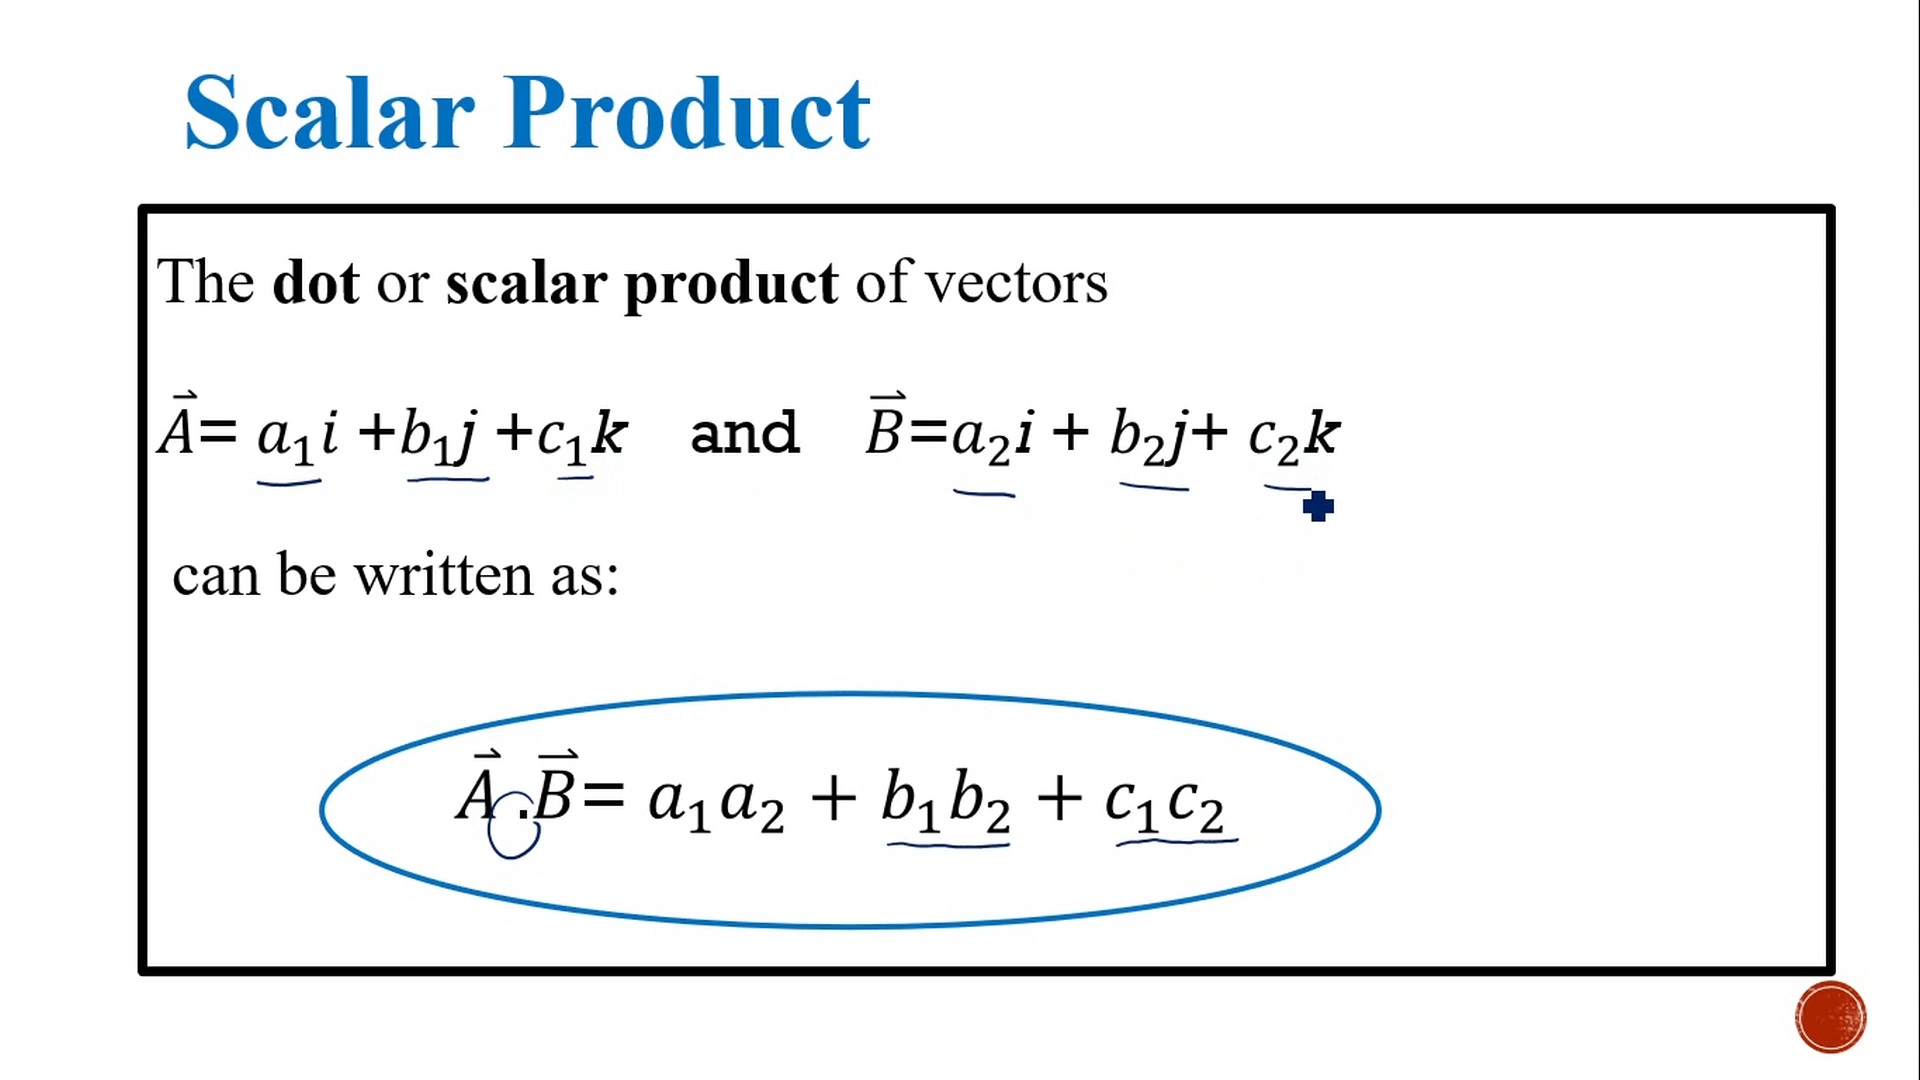 Scalar Product
The dot or scalar product of vectors
A⃗= a₁i +b₁j +c₁k and B⃗=a₂i + b₂j+ c₂k
can be written as:
A⃗ .B⃗= a₁a₂ + b₁b₂ + c₁c₂